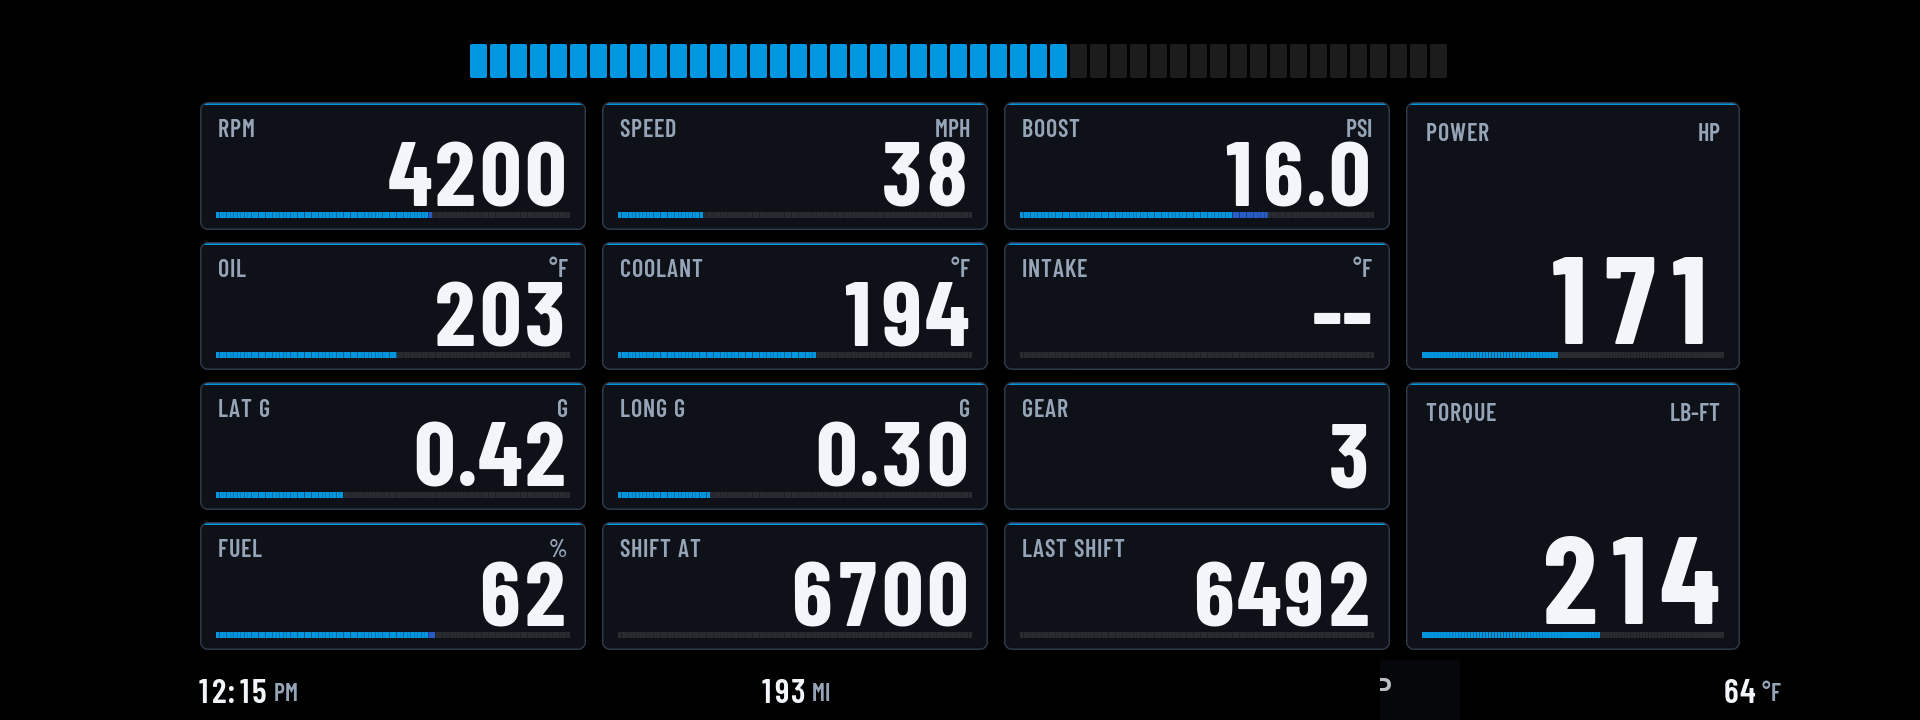 RPM
4200
SPEED MPH
38
BOOST PSI
16.0
POWER HP
171
OIL °F
203
COOLANT °F
194
INTAKE °F
--
LAT G G
0.42
LONG G G
0.30
GEAR
3
TORQUE LB-FT
214
FUEL %
62
SHIFT AT
6700
LAST SHIFT
6492
12:15 PM
193 MI
64 °F